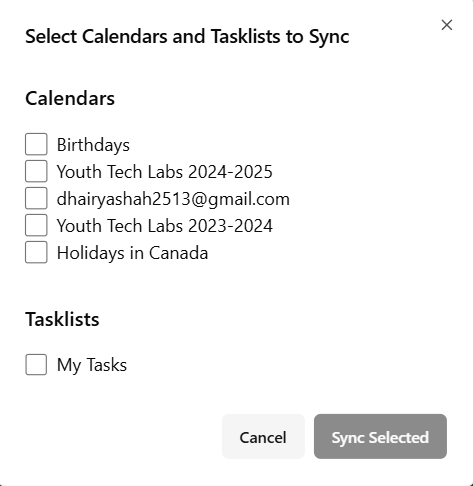 Select Calendars and Tasklists to Sync
Calendars
Birthdays
Youth Tech Labs 2024-2025
dhairyashah2513@gmail.com
Youth Tech Labs 2023-2024
Holidays in Canada
Tasklists
My Tasks
Cancel
Sync Selected